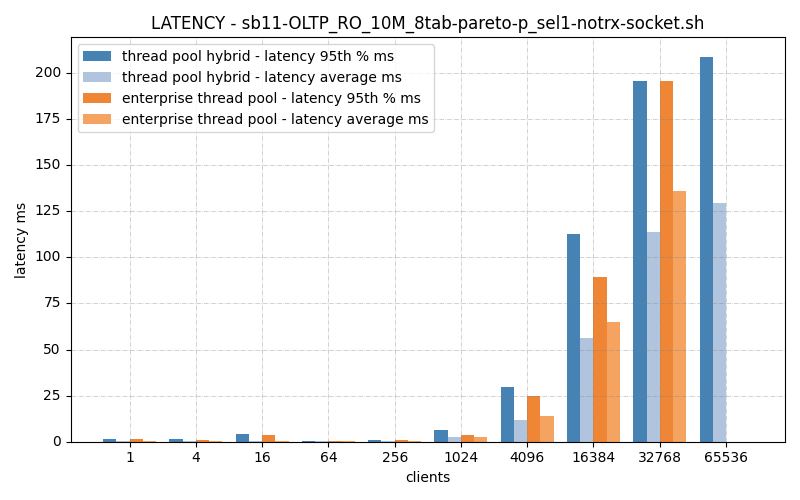 LATENCY - sb11-OLTP_RO_10M_8tab-pareto-p_sel1-notrx-socket.sh
thread pool hybrid - latency 95th % ms
thread pool hybrid - latency average ms
enterprise thread pool - latency 95th % ms
enterprise thread pool - latency average ms
200
175
150
125
100
75
50
25
0
latency ms
1 4 16 64 256 1024 4096 16384 32768 65536
clients